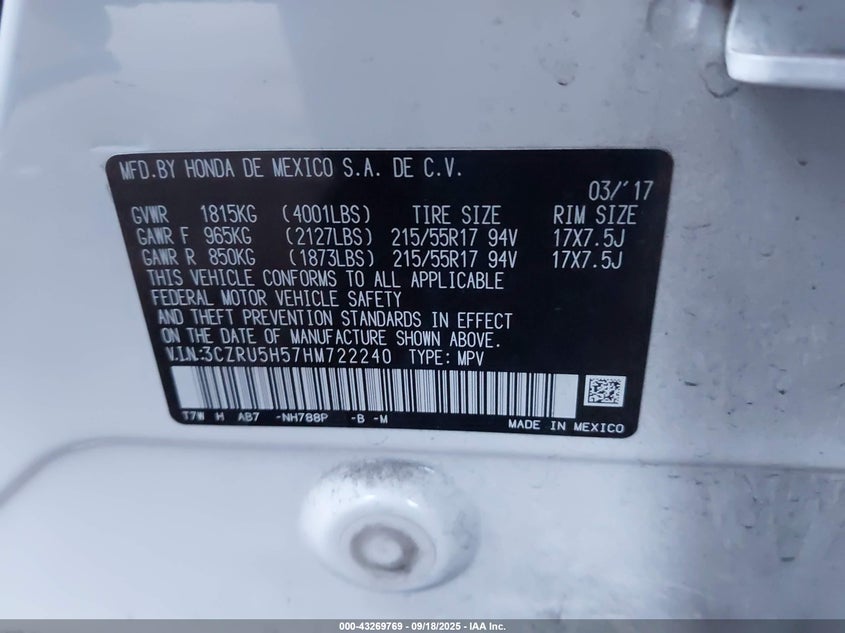 MFD.BY HONDA DE MEXICO S.A. DE C.V.
03/'17
GVWR 1815KG (4001LBS) TIRE SIZE RIM SIZE
GAWR F 965KG (2127LBS) 215/55R17 94V 17X7.5J
GAWR R 850KG (1873LBS) 215/55R17 94V 17X7.5J
THIS VEHICLE CONFORMS TO ALL APPLICABLE
FEDERAL MOTOR VEHICLE SAFETY
AND THEFT PREVENTION STANDARDS IN EFFECT
ON THE DATE OF MANUFACTURE SHOWN ABOVE.
V.I.N:3CZRU5H57HM722240 TYPE: MPV
T7W H AB7 -NH788P -B -M
MADE IN MEXICO
000-43269769 - 09/18/2025 - IAA Inc.